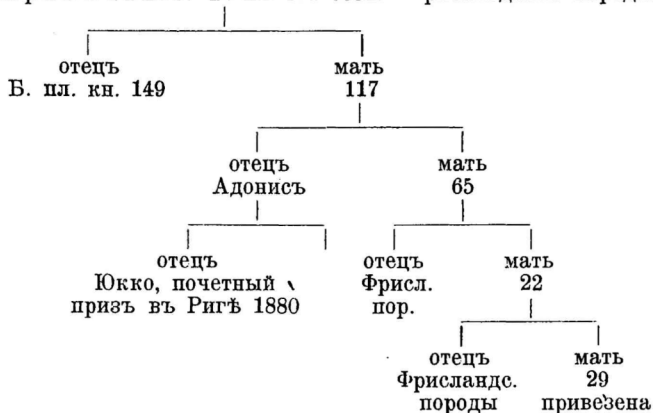 отецъ мать
Б. пл. кн. 149 117
отецъ мать
Адонисъ 65
отецъ отецъ мать
Юкко, почетный Фрисл. 22
призъ въ Ригѣ 1880 пор.
отецъ мать
Фрисландс. 29
породы привезена